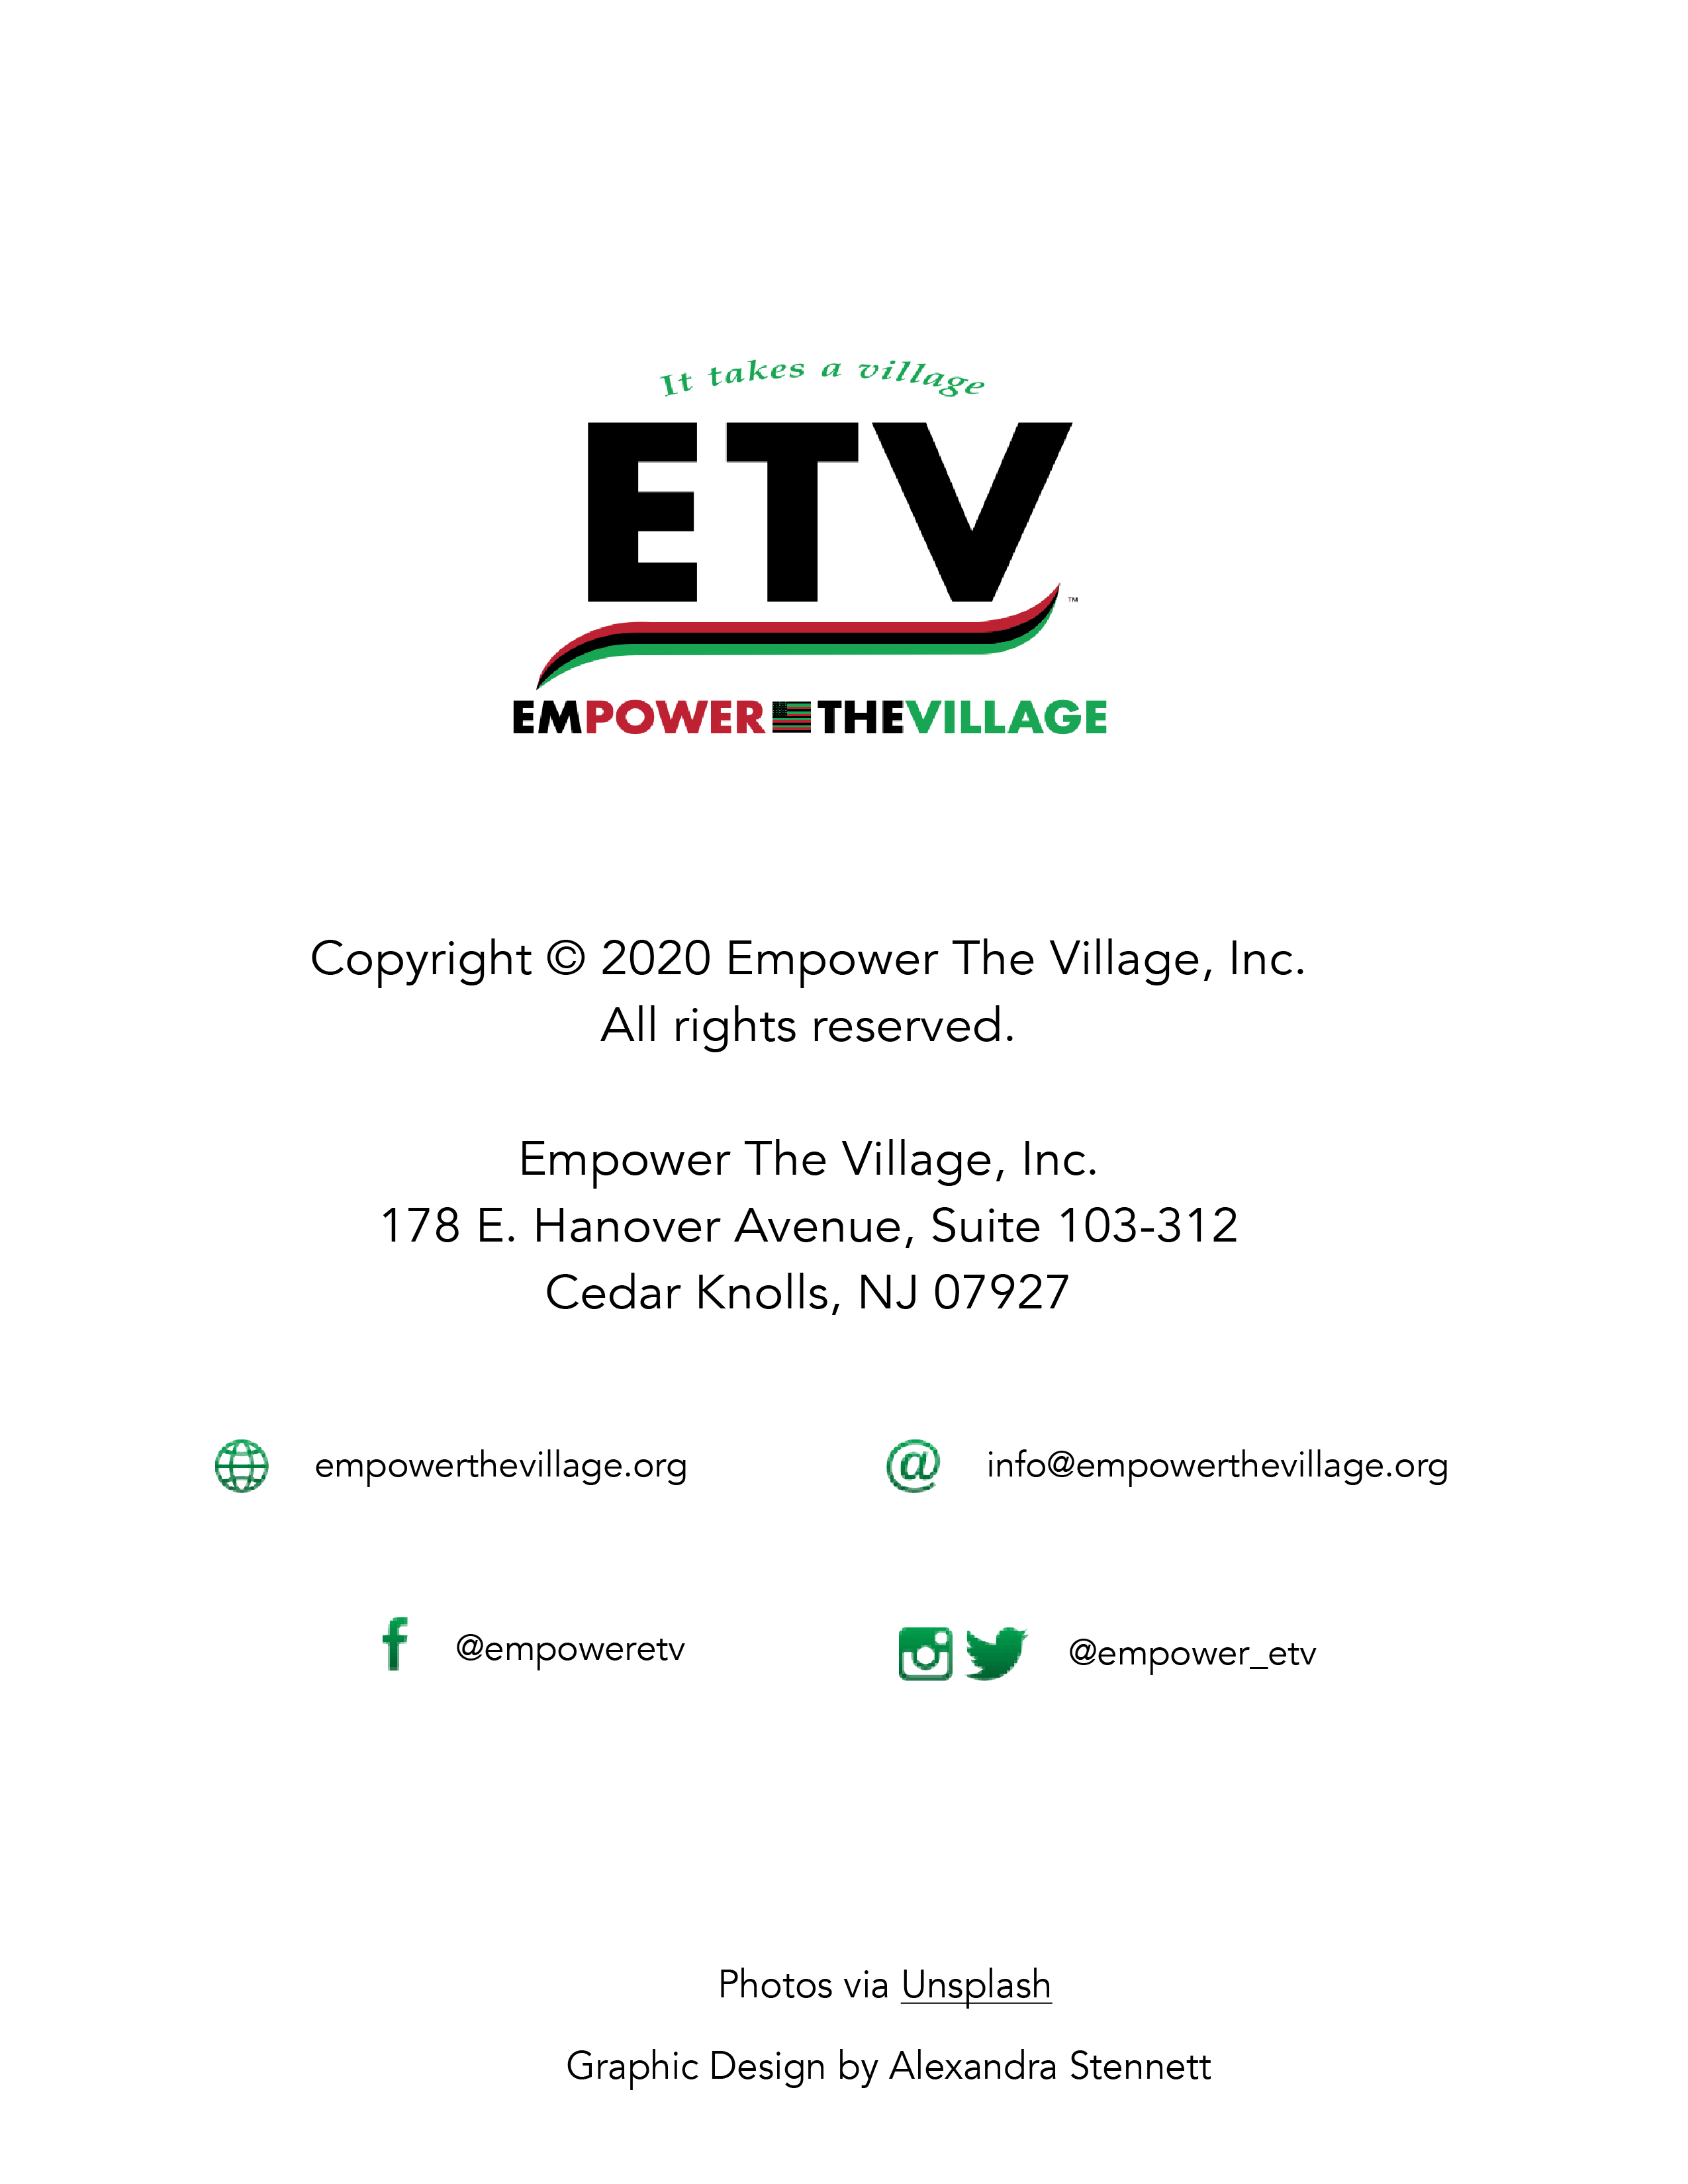 It takes a village
ETV
™
EMPOWER THEVILLAGE
Copyright © 2020 Empower The Village, Inc.
All rights reserved.
Empower The Village, Inc.
178 E. Hanover Avenue, Suite 103-312
Cedar Knolls, NJ 07927
empowerthevillage.org
info@empowerthevillage.org
@empoweretv
@empower_etv
Photos via Unsplash
Graphic Design by Alexandra Stennett